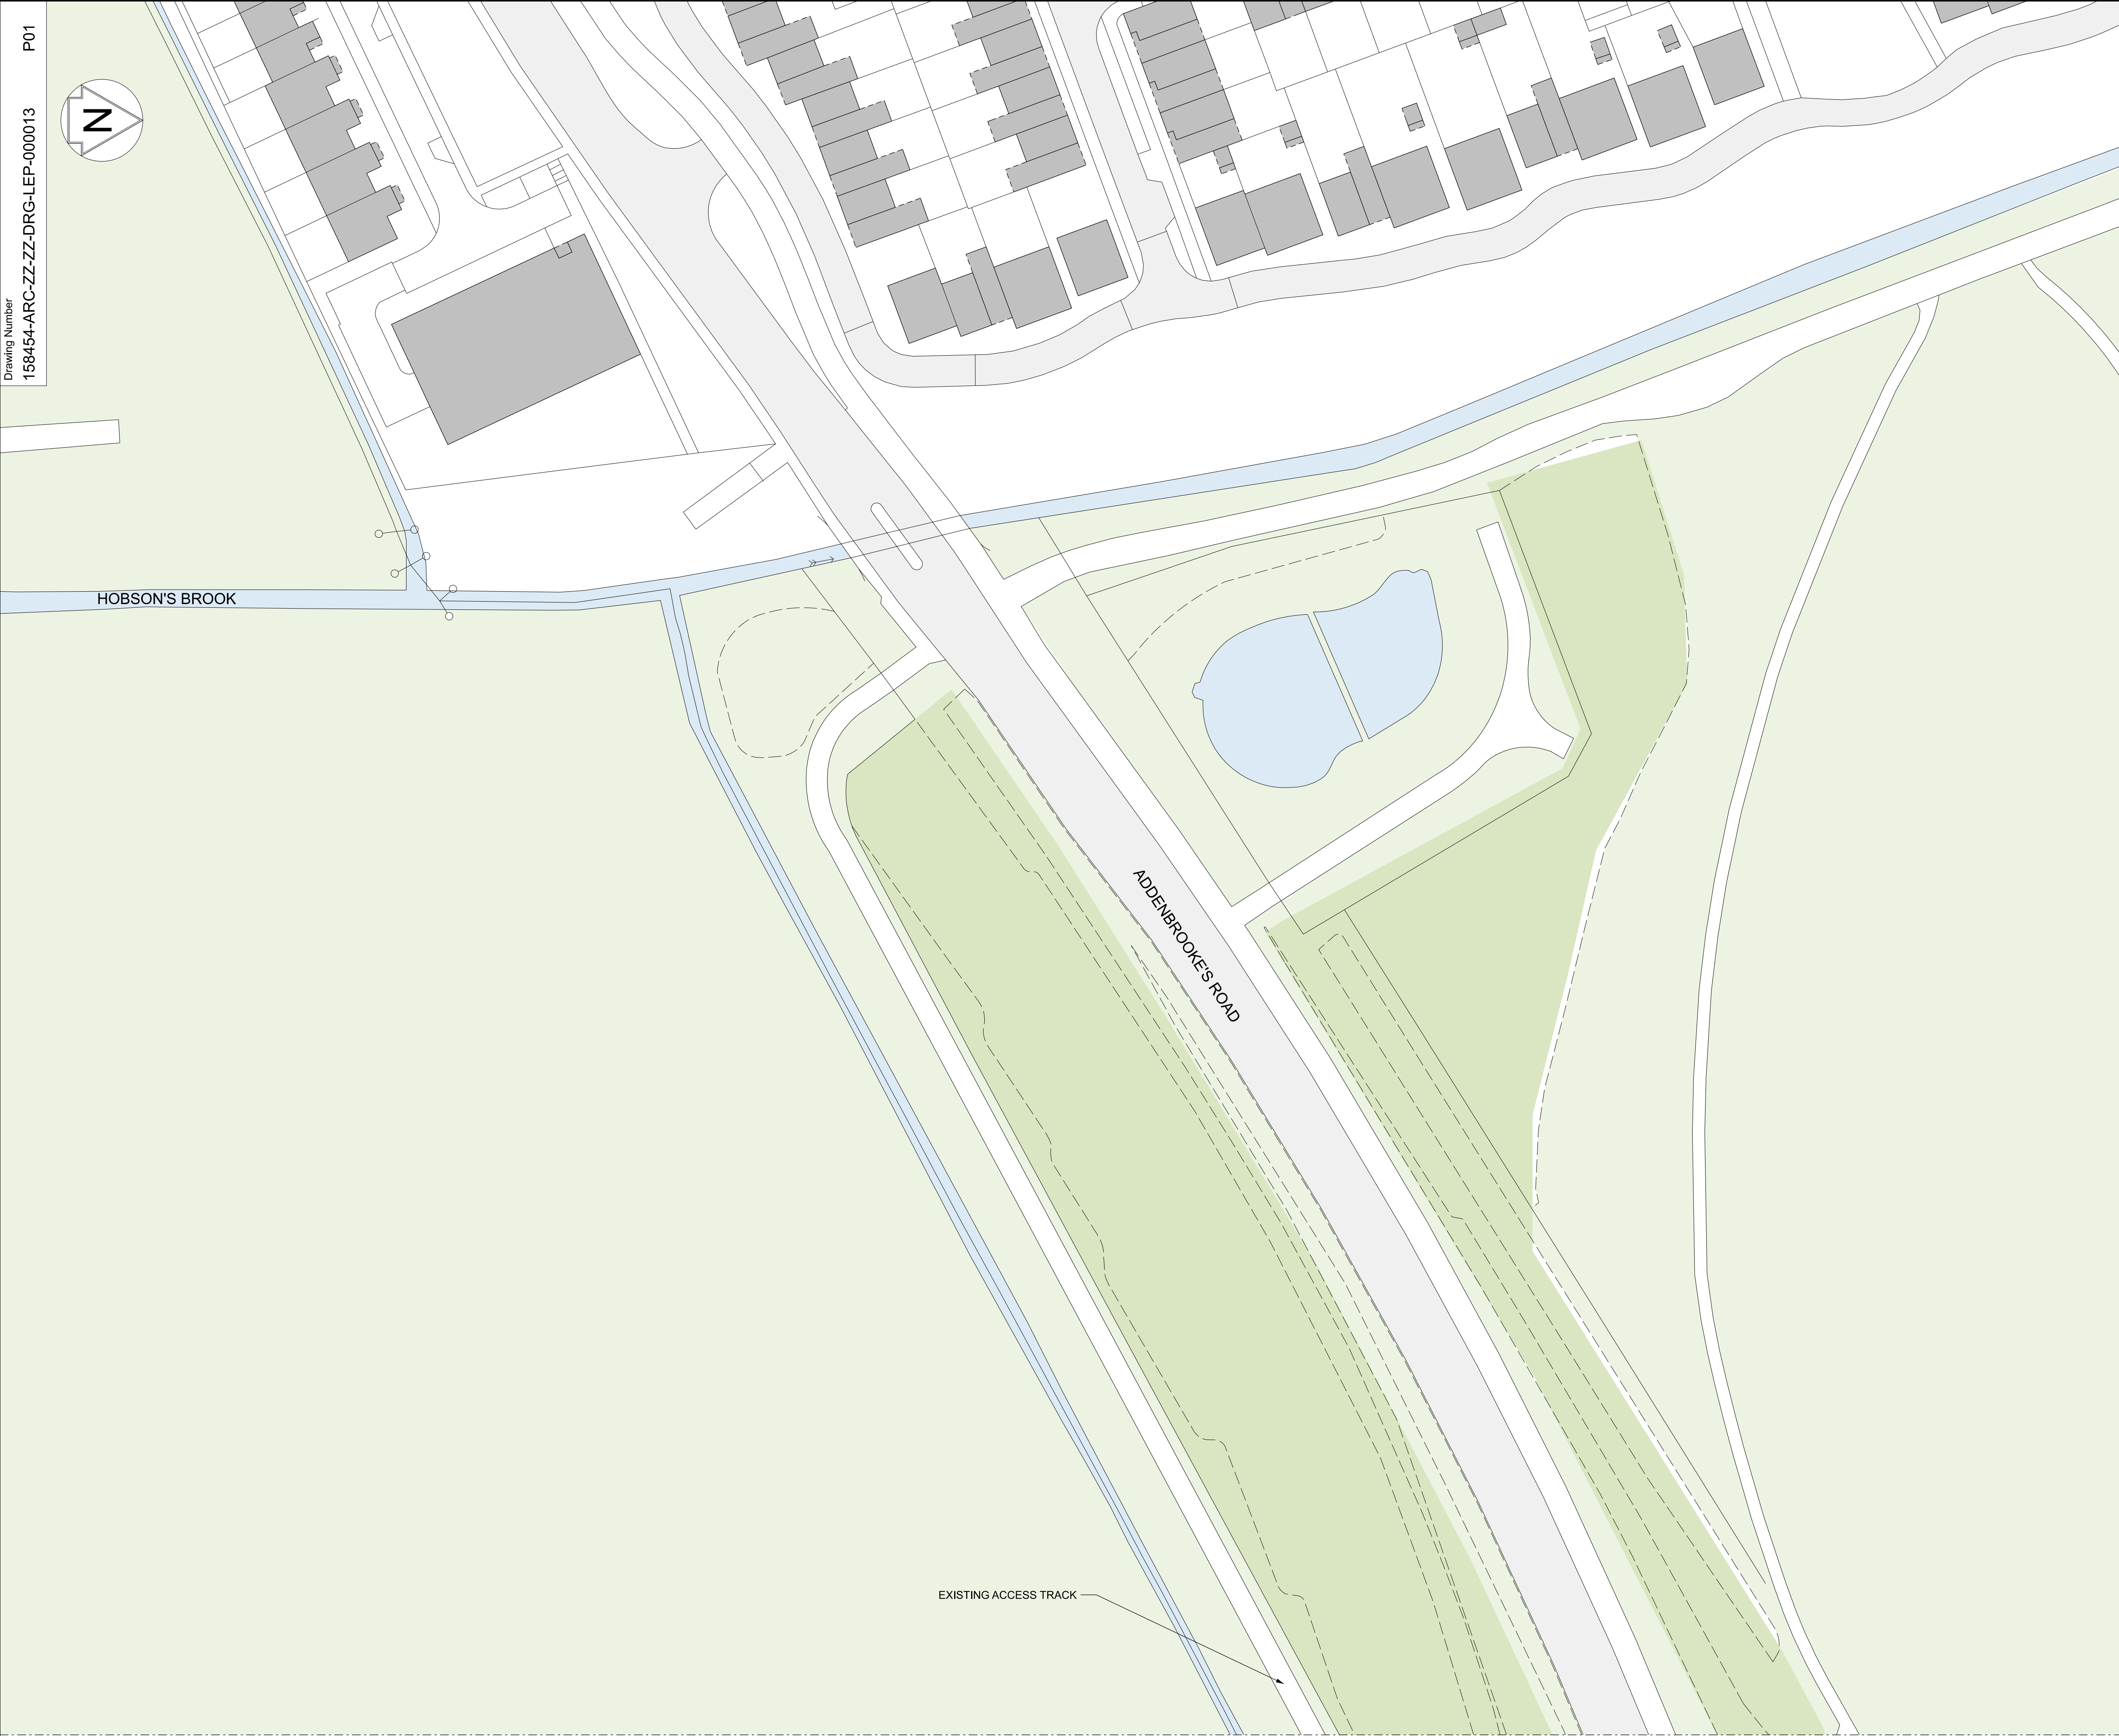 Drawing Number
158454-ARC-ZZ-ZZ-DRG-LEP-000013 P01
N
HOBSON'S BROOK
ADDENBROOKE'S ROAD
EXISTING ACCESS TRACK